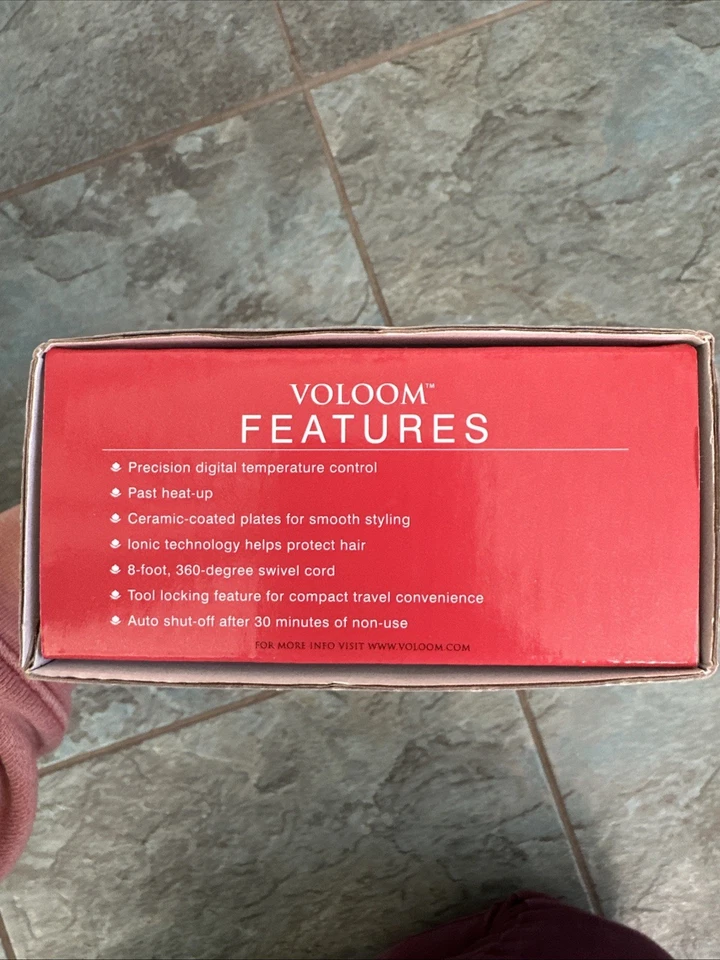 VOLOOM™
FEATURES
Precision digital temperature control
Past heat-up
Ceramic-coated plates for smooth styling
Ionic technology helps protect hair
8-foot, 360-degree swivel cord
Tool locking feature for compact travel convenience
Auto shut-off after 30 minutes of non-use
FOR MORE INFO VISIT WWW.VOLOOM.COM